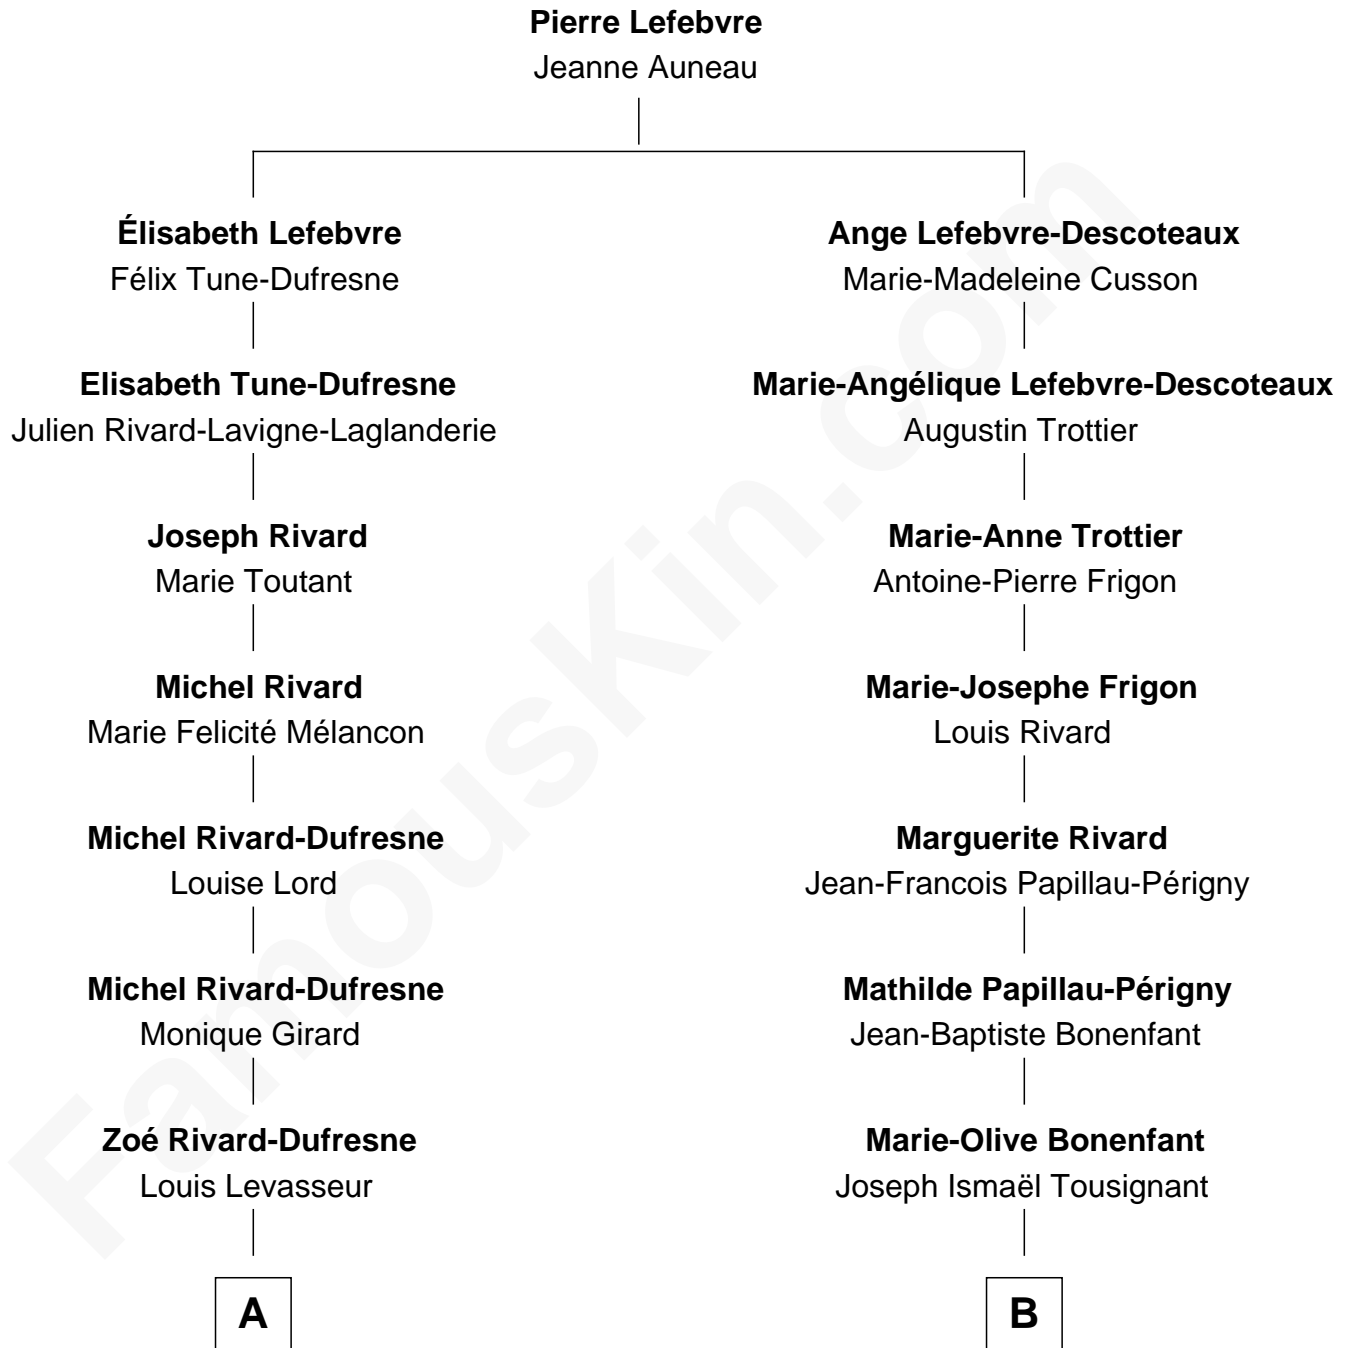 Pierre Lefebvre
Jeanne Auneau
Élisabeth Lefebvre
Félix Tune-Dufresne
Ange Lefebvre-Descoteaux
Marie-Madeleine Cusson
Elisabeth Tune-Dufresne
Julien Rivard-Lavigne-Laglanderie
Marie-Angélique Lefebvre-Descoteaux
Augustin Trottier
Joseph Rivard
Marie Toutant
Marie-Anne Trottier
Antoine-Pierre Frigon
Michel Rivard
Marie Felicité Mélancon
Marie-Josephe Frigon
Louis Rivard
Michel Rivard-Dufresne
Louise Lord
Marguerite Rivard
Jean-Francois Papillau-Périgny
Michel Rivard-Dufresne
Monique Girard
Mathilde Papillau-Périgny
Jean-Baptiste Bonenfant
Zoé Rivard-Dufresne
Louis Levasseur
Marie-Olive Bonenfant
Joseph Ismaël Tousignant
A
B
FamousKin.com